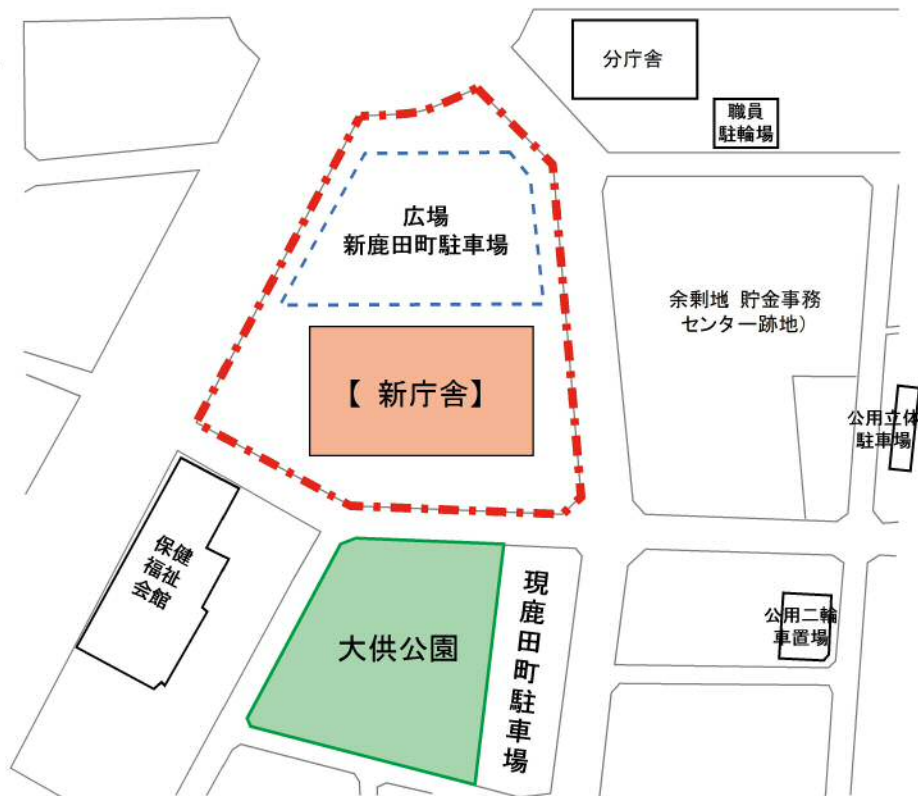 分庁舎
職員
駐輪場
広場
新鹿田町駐車場
余剰地 貯金事務
センター跡地)
【 新庁舎】
公用立体
駐車場
保健
福祉
会館
大供公園
現鹿田町駐車場
公用二輪
車置場